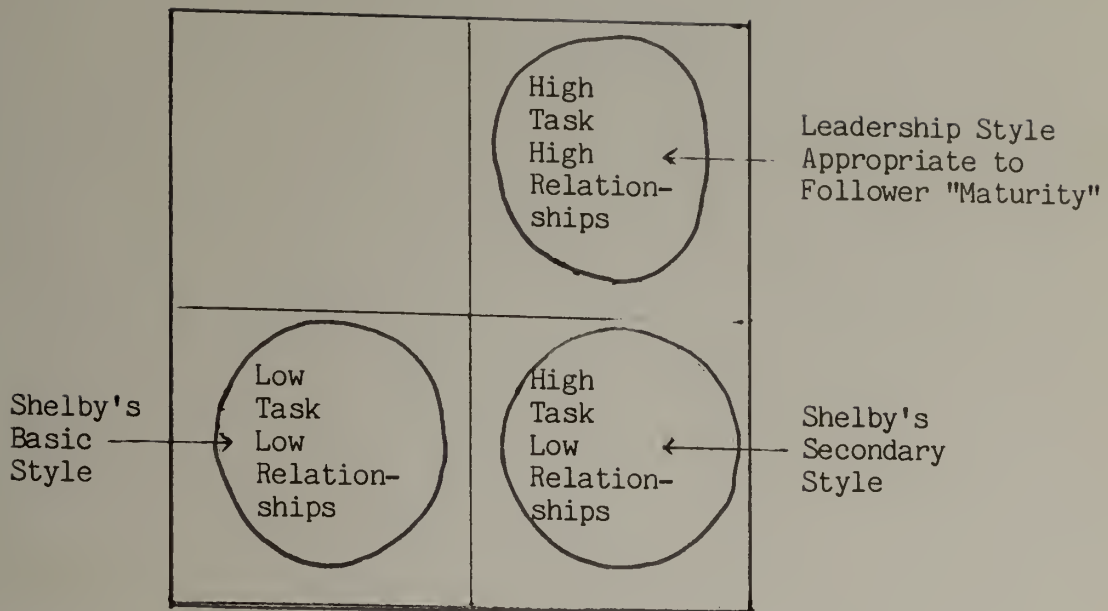 High
Task
High
Relation-
ships
Leadership Style
Appropriate to
Follower "Maturity"
Shelby's
Basic
Style
Low
Task
Low
Relation-
ships
High
Task
Low
Relation-
ships
Shelby's
Secondary
Style